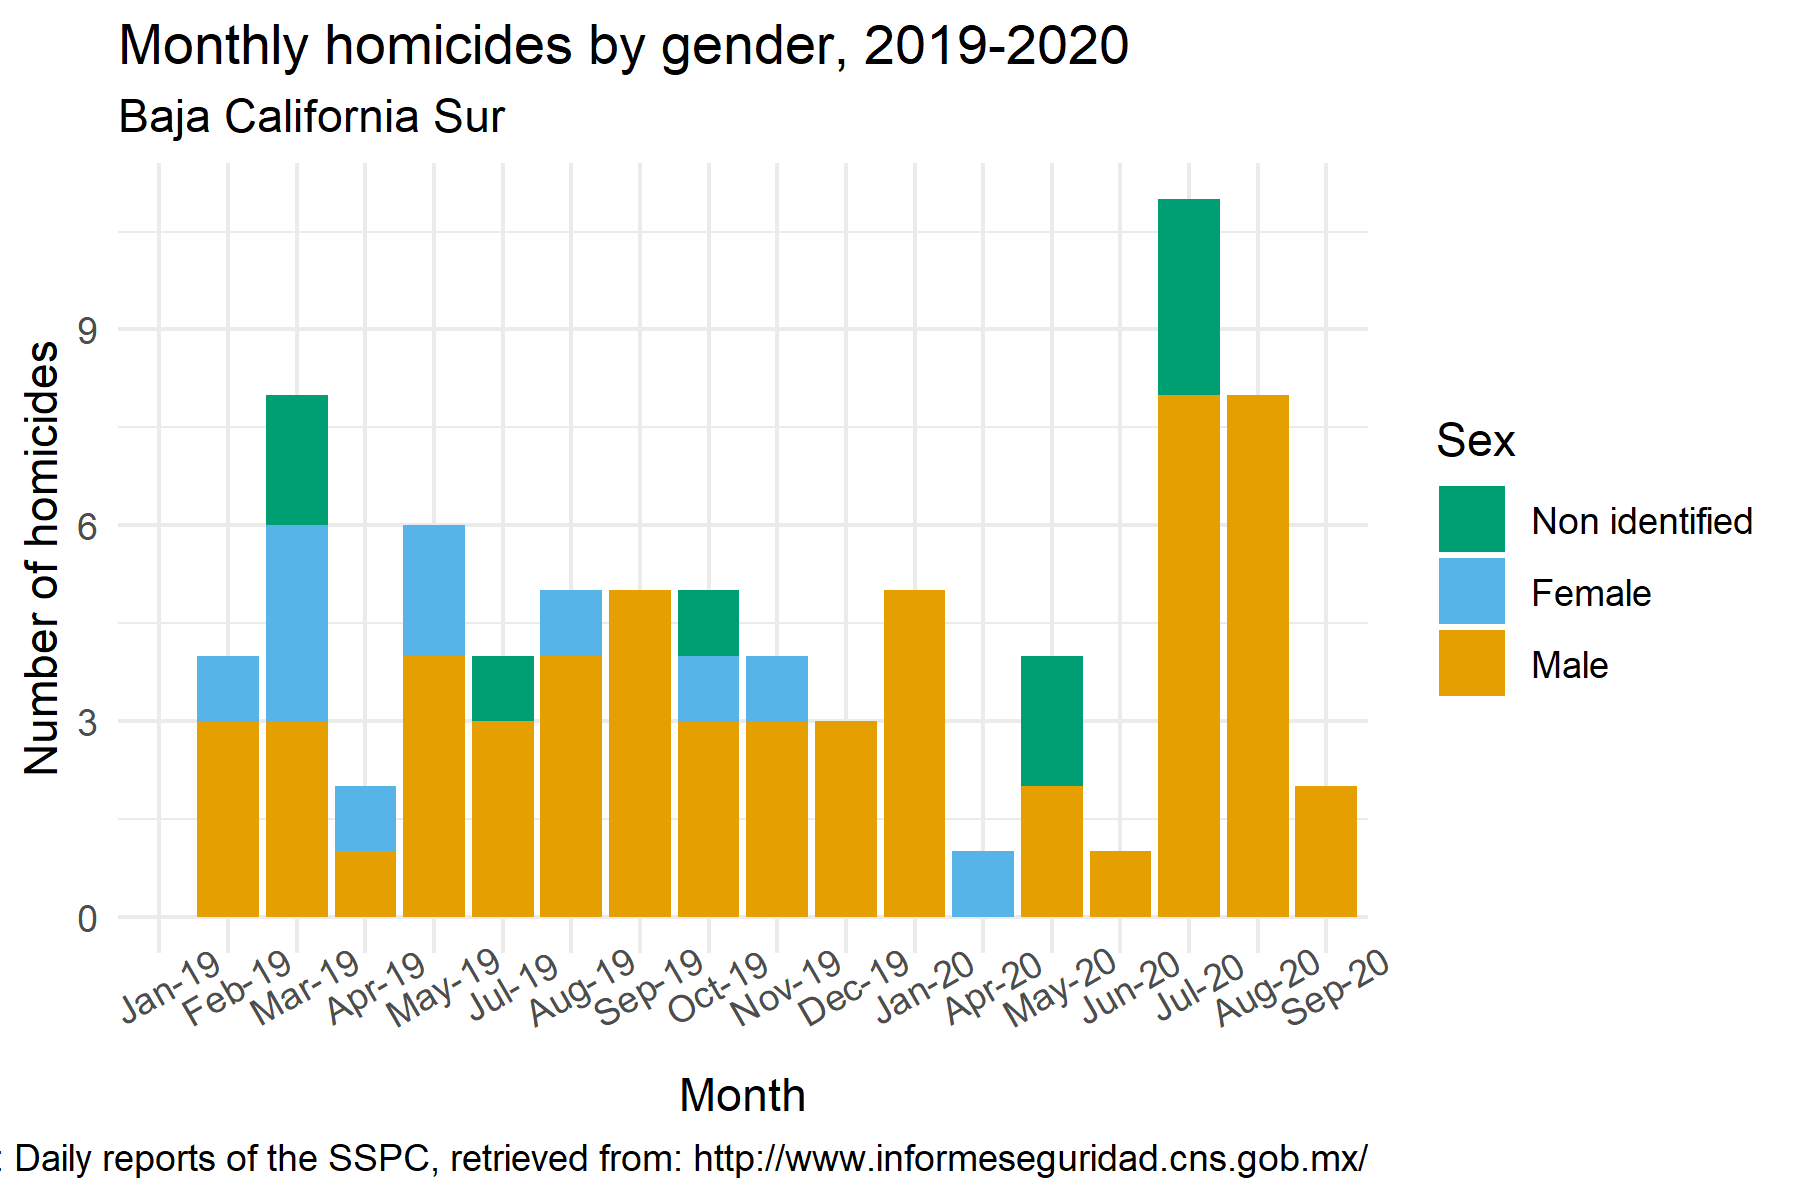 Monthly homicides by gender, 2019-2020
Baja California Sur
Number of homicides
9
6
3
0
Jan-19
Feb-19
Mar-19
Apr-19
May-19
Jul-19
Aug-19
Sep-19
Oct-19
Nov-19
Dec-19
Jan-20
Apr-20
May-20
Jun-20
Jul-20
Aug-20
Sep-20
Month
Sex
Non identified
Female
Male
: Daily reports of the SSPC, retrieved from: http://www.informeseguridad.cns.gob.mx/